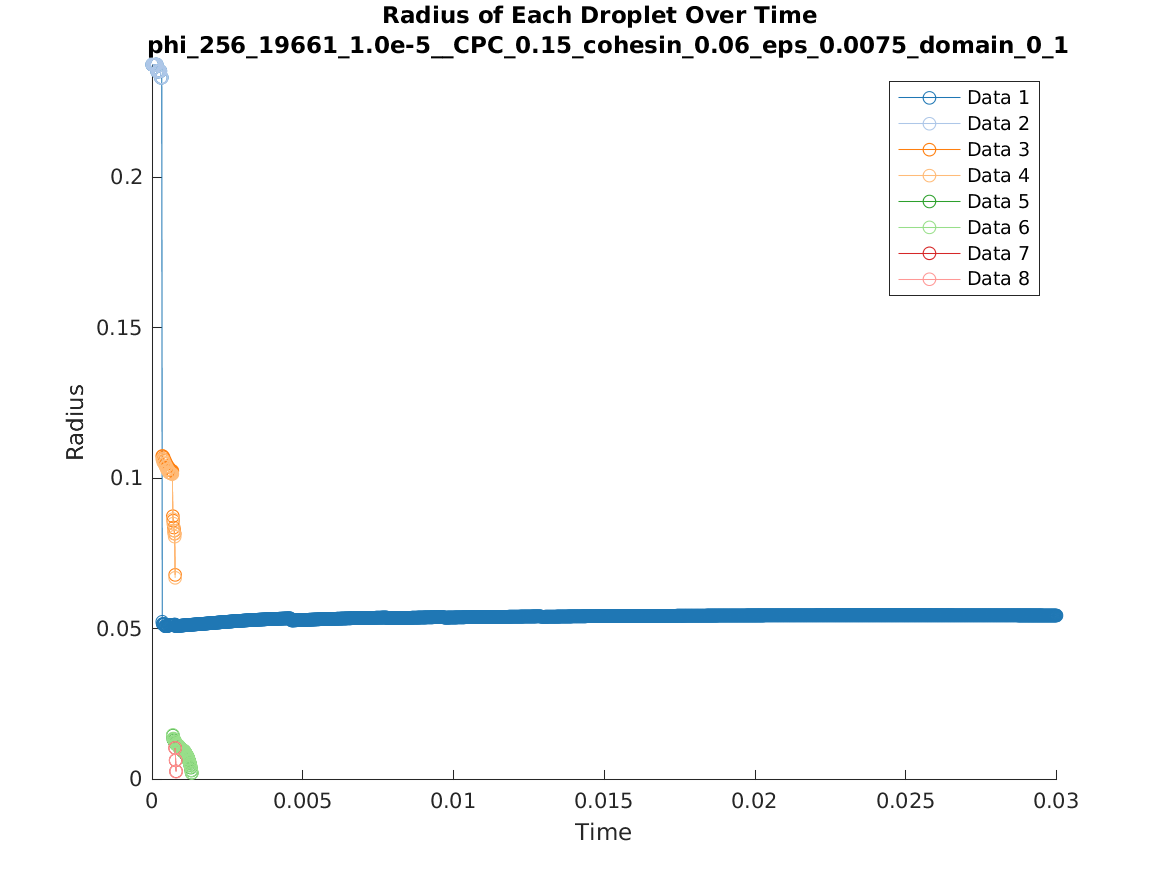 Radius of Each Droplet Over Time
phi_256_19661_1.0e-5__CPC_0.15_cohesin_0.06_eps_0.0075_domain_0_1
Data 1
Data 2
Data 3
Data 4
Data 5
Data 6
Data 7
Data 8
0.2
0.15
0.1
0.05
0
Radius
0
0.005
0.01
0.015
0.02
0.025
0.03
Time